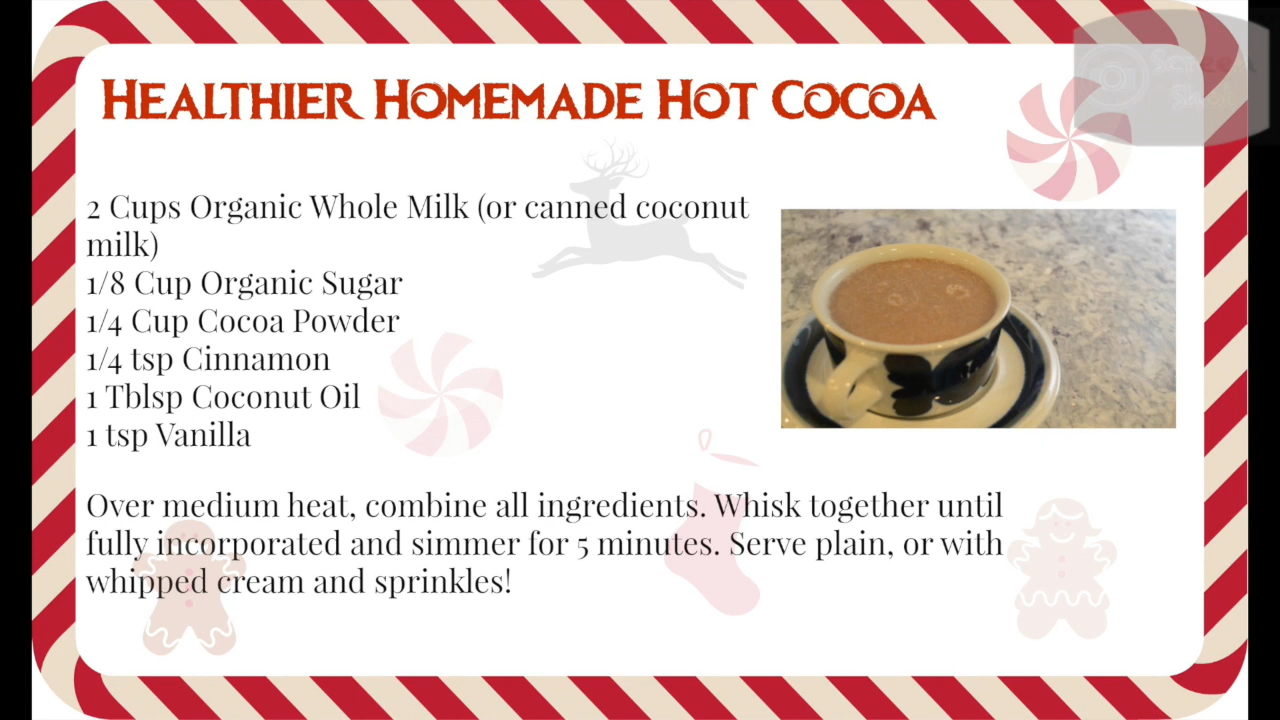 Healthier Homemade Hot Cocoa
2 Cups Organic Whole Milk (or canned coconut
milk)
1/8 Cup Organic Sugar
1/4 Cup Cocoa Powder
1/4 tsp Cinnamon
1 Tblsp Coconut Oil
1 tsp Vanilla
Over medium heat, combine all ingredients. Whisk together until
fully incorporated and simmer for 5 minutes. Serve plain, or with
whipped cream and sprinkles!